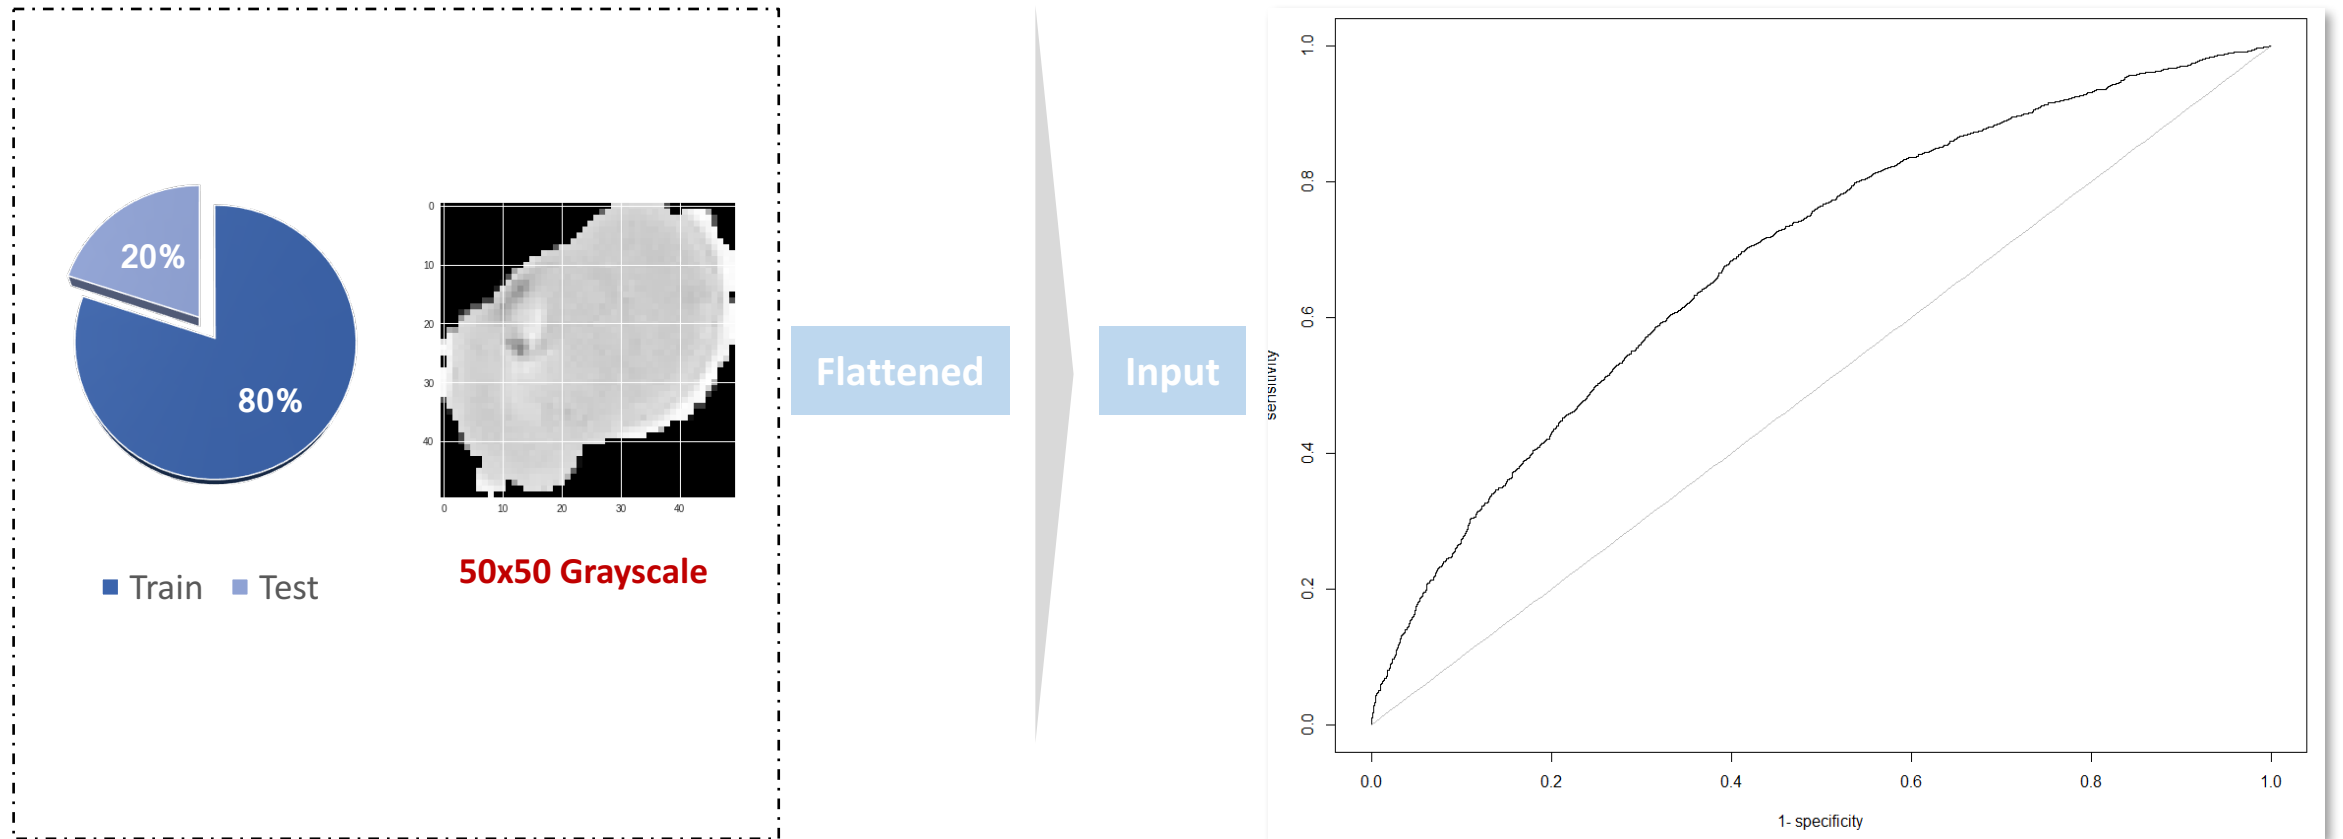 20%
80%
Train Test
0
10
20
30
40
0 10 20 30 40
50x50 Grayscale
Flattened
Input
sensitivity
1.0
0.8
0.6
0.4
0.2
0.0
0.0 0.2 0.4 0.6 0.8 1.0
1- specificity